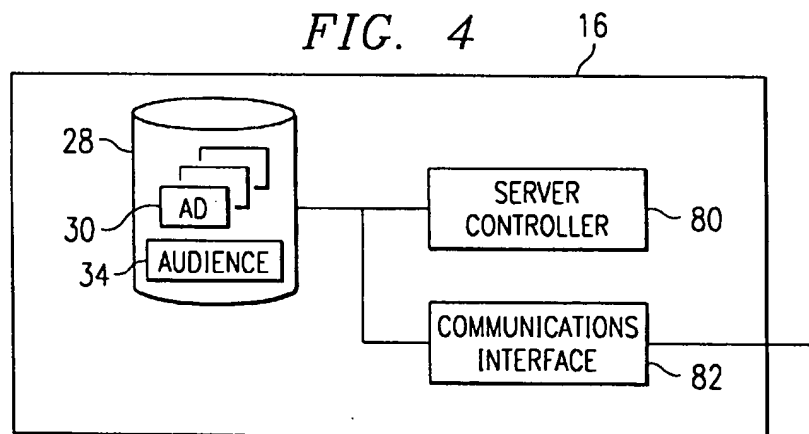 FIG. 4
16
28
AD
30
34
AUDIENCE
SERVER
CONTROLLER
80
COMMUNICATIONS
INTERFACE
82